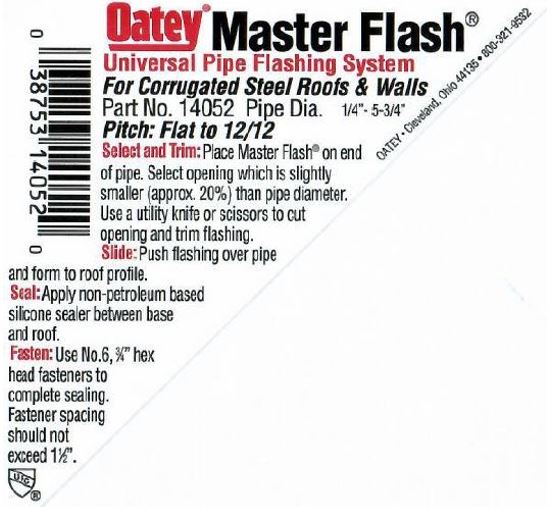 Oatey® Master Flash®
Universal Pipe Flashing System
For Corrugated Steel Roofs & Walls
Part No. 14052 Pipe Dia. 1/4"- 5-3/4"
Pitch: Flat to 12/12
Select and Trim: Place Master Flash® on end
of pipe. Select opening which is slightly
smaller (approx. 20%) than pipe diameter.
Use a utility knife or scissors to cut
opening and trim flashing.
Slide: Push flashing over pipe
and form to roof profile.
Seal: Apply non-petroleum based
silicone sealer between base
and roof.
Fasten: Use No.6, ¾" hex
head fasteners to
complete sealing.
Fastener spacing
should not
exceed 1½".
UTG®
OATEY • Cleveland, Ohio 44135 • 800-321-9532
0 38753 14052 0